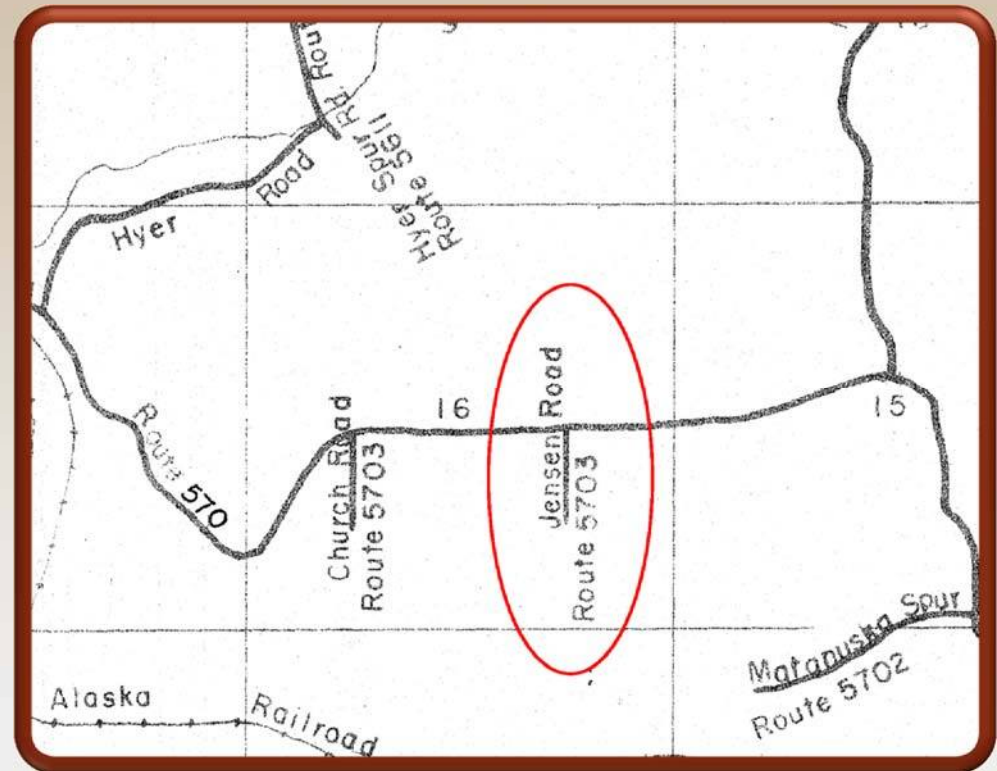 Hyer Spur Rd. Rou
Route 5611
Hyer Road
Route 570
Church Road
Route 5703
16
Jensen Road
Route 5703
15
Matanuska Spur
Route 5702
Alaska Railroad